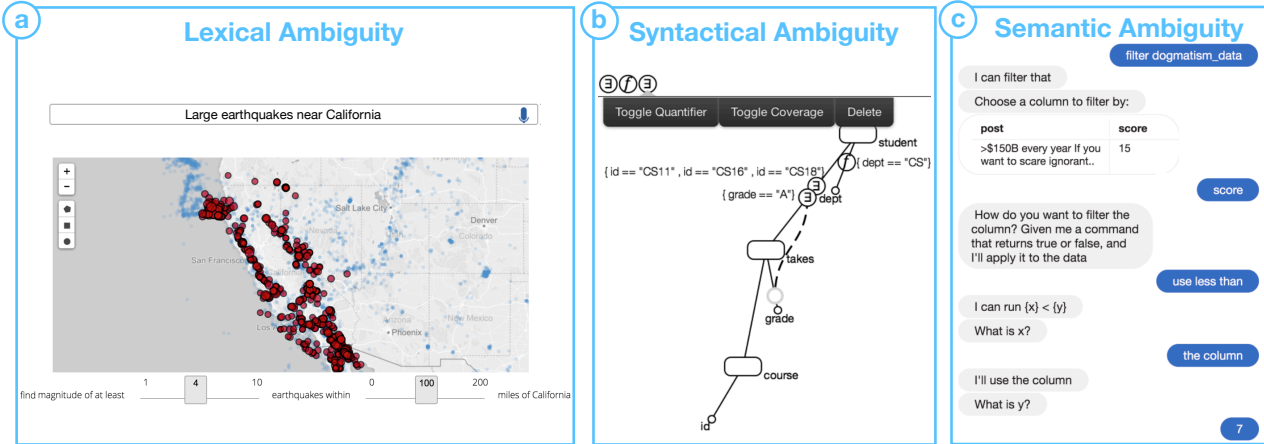 a
Lexical Ambiguity
Large earthquakes near California
+
−
Salt Lake City
Denver
Nevada
Colorado
San Francisco
California
Los
Arizona
New Mexico
Phoenix
1 4 10 0 100 200
find magnitude of at least earthquakes within miles of California
b
Syntactical Ambiguity
∃ f ∃
Toggle Quantifier Toggle Coverage Delete
student
f { dept == "CS"}
{ id == "CS11" , id == "CS16" , id == "CS18"}
∃
{ grade == "A"} ∃ dept
takes
grade
course
id
c
Semantic Ambiguity
filter dogmatism_data
I can filter that
Choose a column to filter by:
post score
>$150B every year If you 15
want to scare ignorant..
score
How do you want to filter the
column? Given me a command
that returns true or false, and
I'll apply it to the data
use less than
I can run {x} < {y}
What is x?
the column
I'll use the column
What is y?
7